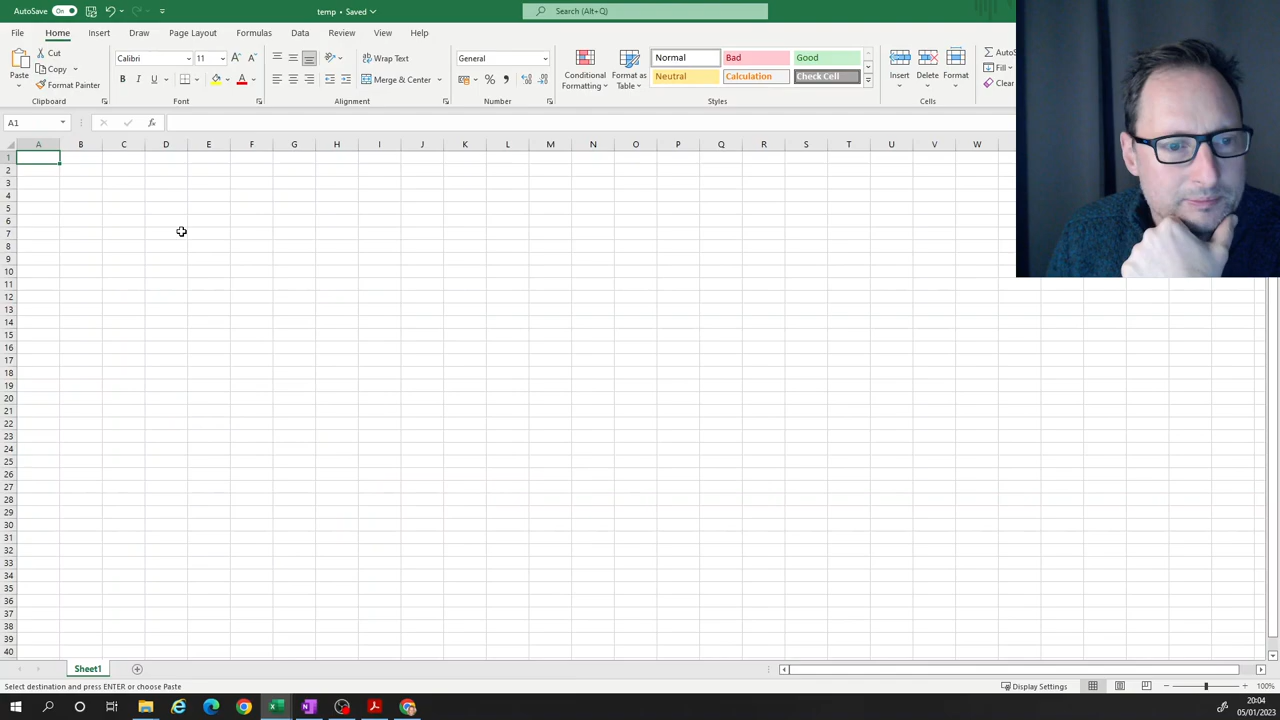 AutoSave On temp • Saved Search (Alt+Q)
File Home Insert Draw Page Layout Formulas Data Review View Help
Paste Cut Copy Format Painter Clipboard
Calibri 11 A A B I U A Font
Wrap Text Merge & Center Alignment
General % Number
Conditional Formatting Format as Table
Normal Bad Good
Neutral Calculation Check Cell
Styles
Insert Delete Format Cells
Fill
Clear
A1 fx
A B C D E F G H I J K L M N O P Q R S T U V W
1
2
3
4
5
6
7
8
9
10
11
12
13
14
15
16
17
18
19
20
21
22
23
24
25
26
27
28
29
30
31
32
33
34
35
36
37
38
39
40
Sheet1
Select destination and press ENTER or choose Paste Display Settings 100%
20:04
05/01/2023